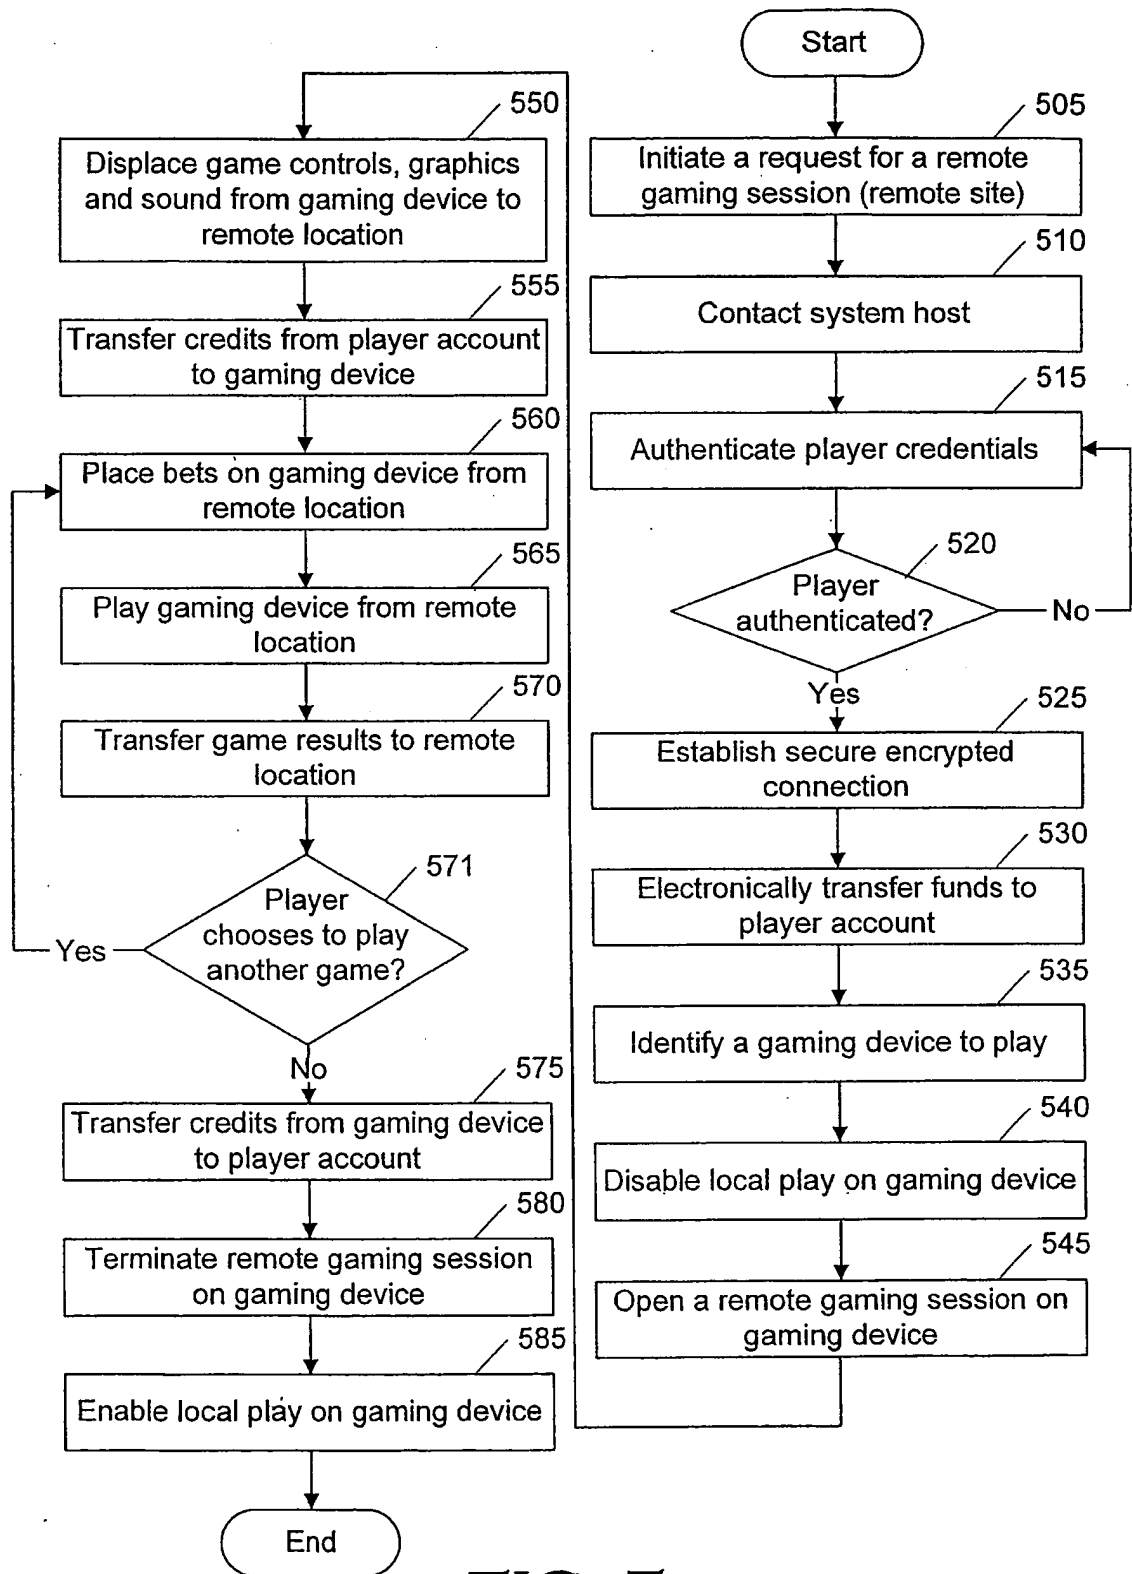 Start
505
Initiate a request for a remote
gaming session (remote site)
510
Contact system host
515
Authenticate player credentials
520
Player
authenticated?
No
Yes
525
Establish secure encrypted
connection
530
Electronically transfer funds to
player account
535
Identify a gaming device to play
540
Disable local play on gaming device
545
Open a remote gaming session on
gaming device
550
Displace game controls, graphics
and sound from gaming device to
remote location
555
Transfer credits from player account
to gaming device
560
Place bets on gaming device from
remote location
565
Play gaming device from remote
location
570
Transfer game results to remote
location
571
Player
chooses to play
another game?
Yes
No
575
Transfer credits from gaming device
to player account
580
Terminate remote gaming session
on gaming device
585
Enable local play on gaming device
End